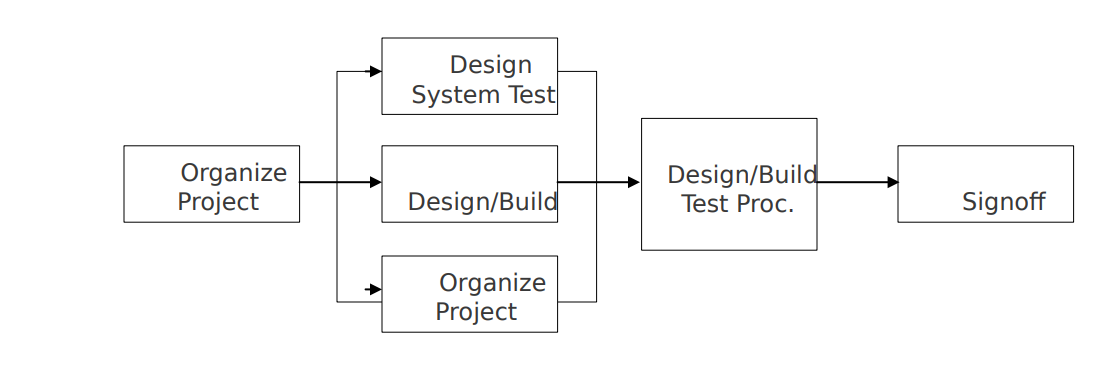 Organize
Project
Design
System Test
Design/Build
Organize
Project
Design/Build
Test Proc.
Signoff